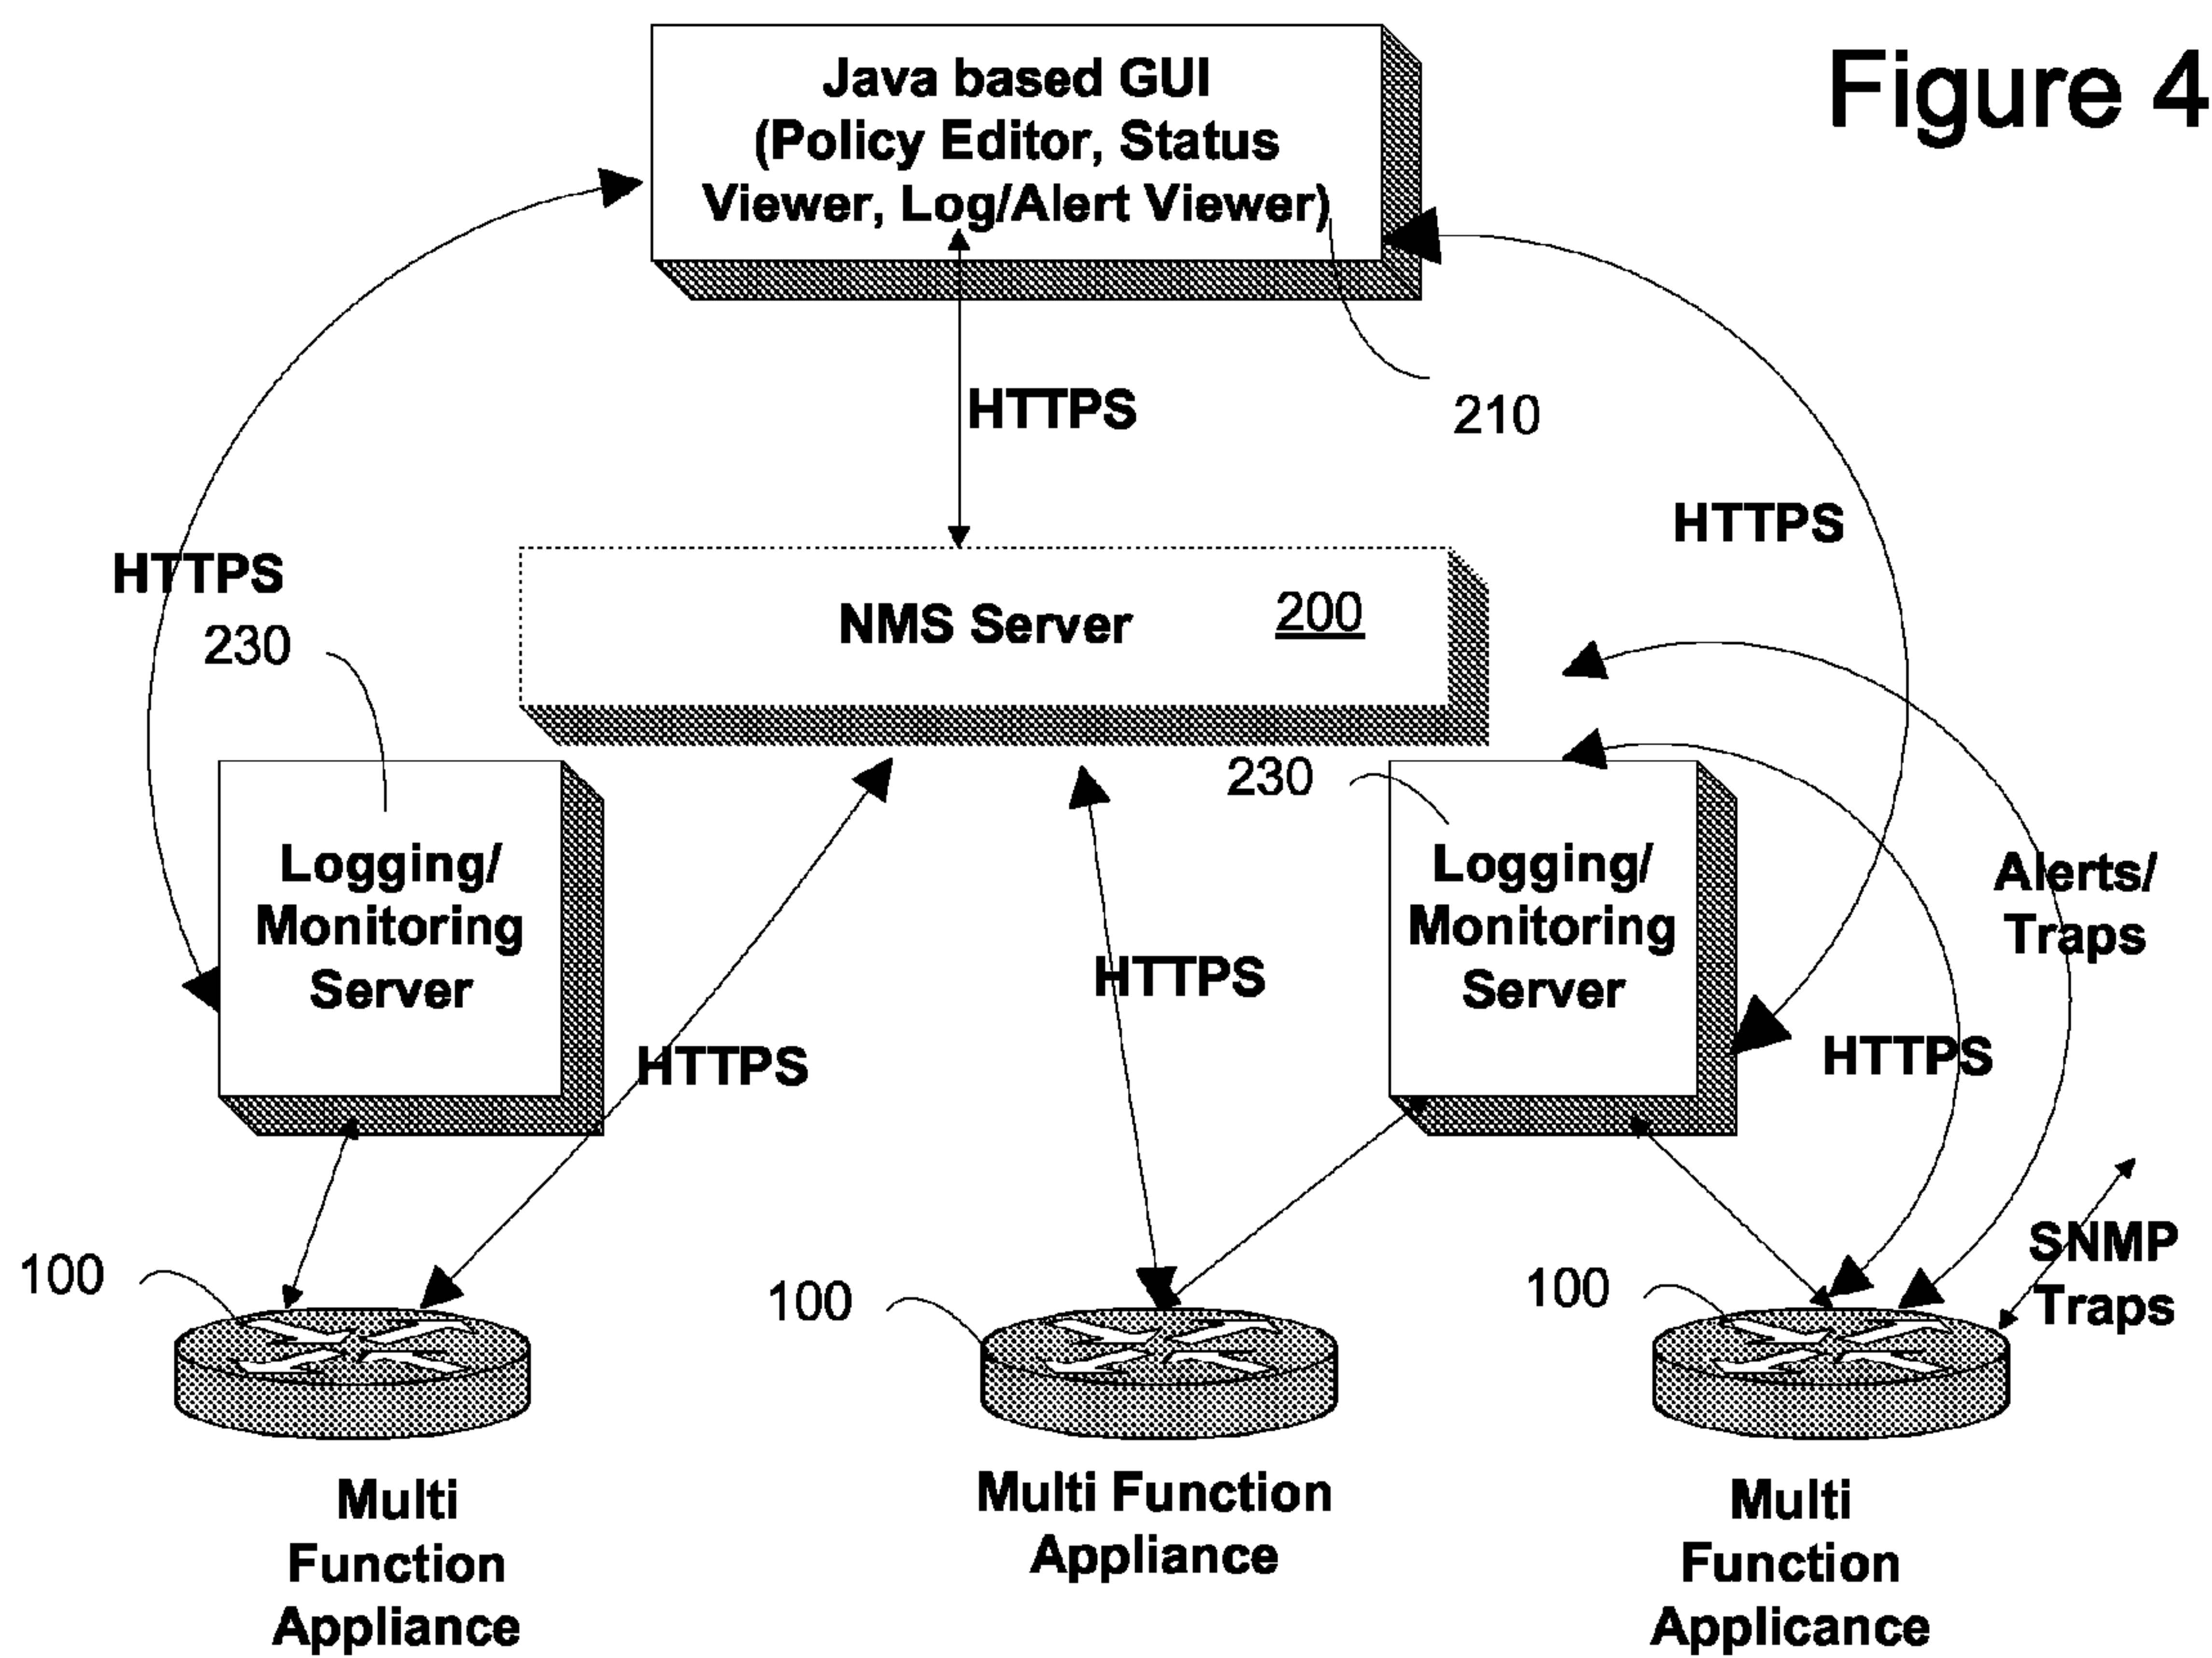 Figure 4
Java based GUI
(Policy Editor, Status
Viewer, Log/Alert Viewer)
HTTPS
210
HTTPS
HTTPS
230
NMS Server 200
230
Logging/
Monitoring
Server
Logging/
Monitoring
Server
Alerts/
Traps
HTTPS
HTTPS
HTTPS
SNMP
Traps
100
100
100
Multi
Function
Appliance
Multi Function
Appliance
Multi
Function
Applicance